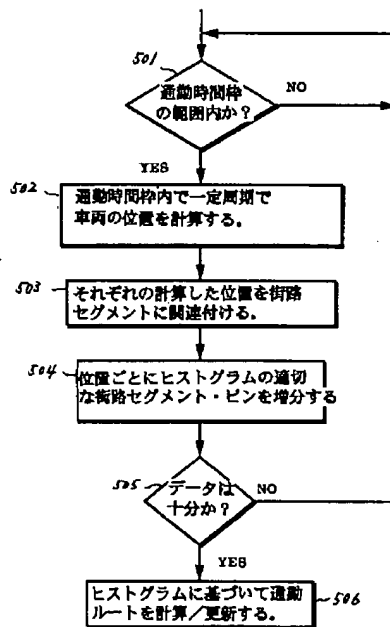 501
通勤時間枠
の範囲内か?
NO
YES
502
通勤時間枠内で一定周期で
車両の位置を計算する。
503
それぞれの計算した位置を街路
セグメントに関連付ける。
504
位置ごとにヒストグラムの適切
な街路セグメント・ビンを増分する
505
データは
十分か?
NO
YES
ヒストグラムに基づいて通勤
ルートを計算/更新する。
506